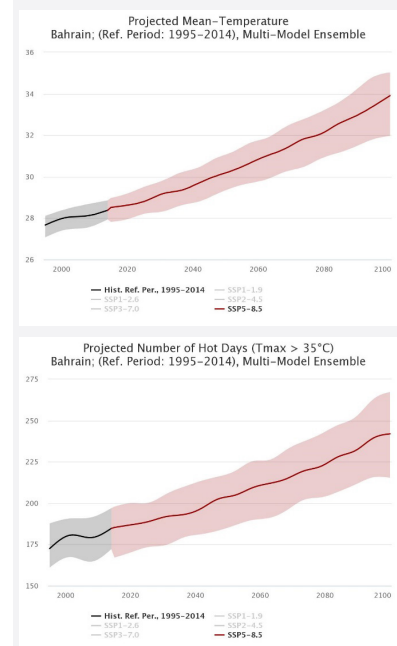 Projected Mean-Temperature
Bahrain; (Ref. Period: 1995-2014), Multi-Model Ensemble
36
34
32
30
28
26
2000 2020 2040 2060 2080 2100
Hist. Ref. Per., 1995-2014 SSP1-1.9
SSP1-2.6 SSP2-4.5
SSP3-7.0 SSP5-8.5
Projected Number of Hot Days (Tmax > 35°C)
Bahrain; (Ref. Period: 1995-2014), Multi-Model Ensemble
275
250
225
200
175
150
2000 2020 2040 2060 2080 2100
Hist. Ref. Per., 1995-2014 SSP1-1.9
SSP1-2.6 SSP2-4.5
SSP3-7.0 SSP5-8.5